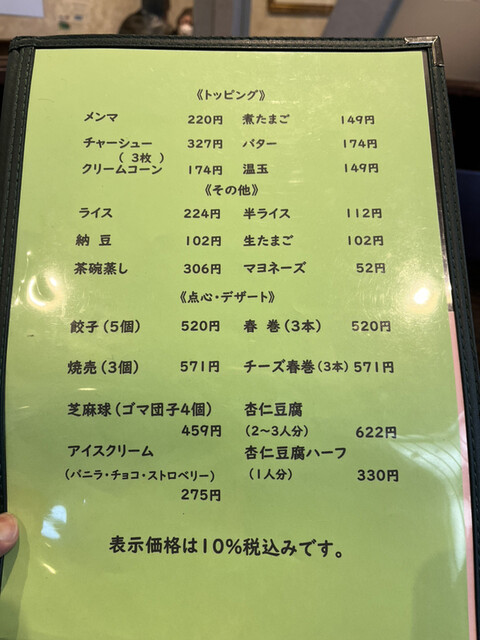 《トッピング》
メンマ 220円 煮たまご 149円
チャーシュー 327円 バター 174円
(3枚)
クリームコーン 174円 温玉 149円
《その他》
ライス 224円 半ライス 112円
納豆 102円 生たまご 102円
茶碗蒸し 306円 マヨネーズ 52円
《点心・デザート》
餃子(5個) 520円 春巻(3本) 520円
焼売(3個) 571円 チーズ春巻(3本) 571円
芝麻球(ゴマ団子4個) 杏仁豆腐
459円 (2〜3人分) 622円
アイスクリーム 杏仁豆腐ハーフ
(バニラ・チョコ・ストロベリー) (1人分) 330円
275円
表示価格は10%税込みです。